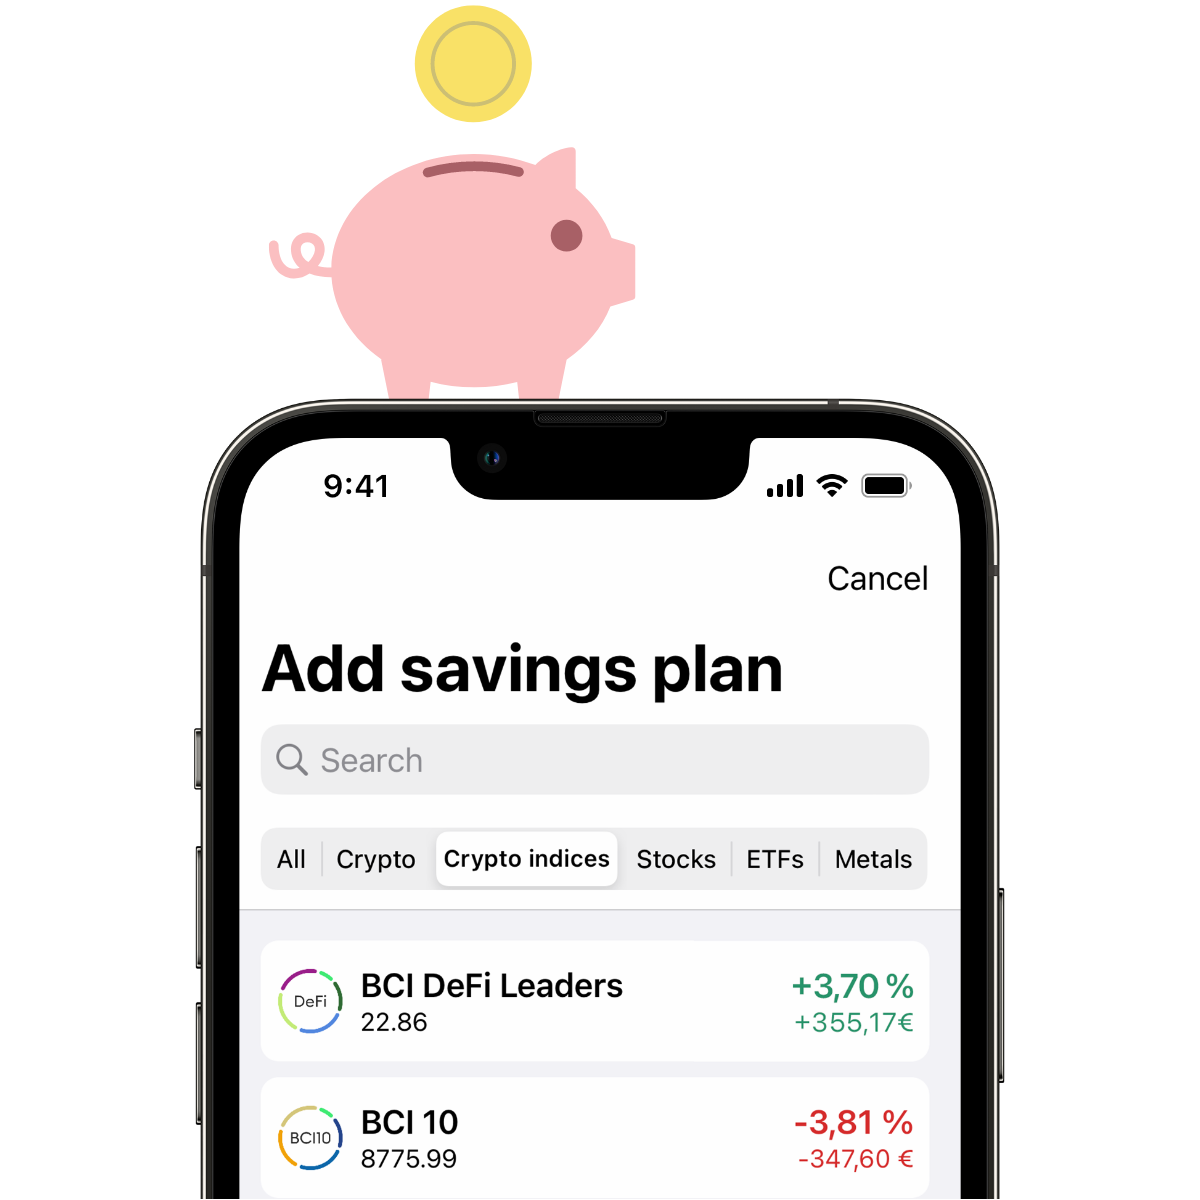 9:41
Cancel
Add savings plan
Search
All Crypto Crypto indices Stocks ETFs Metals
DeFi BCI DeFi Leaders +3,70 %
22.86 +355,17€
BCI10 BCI 10 -3,81 %
8775.99 -347,60 €